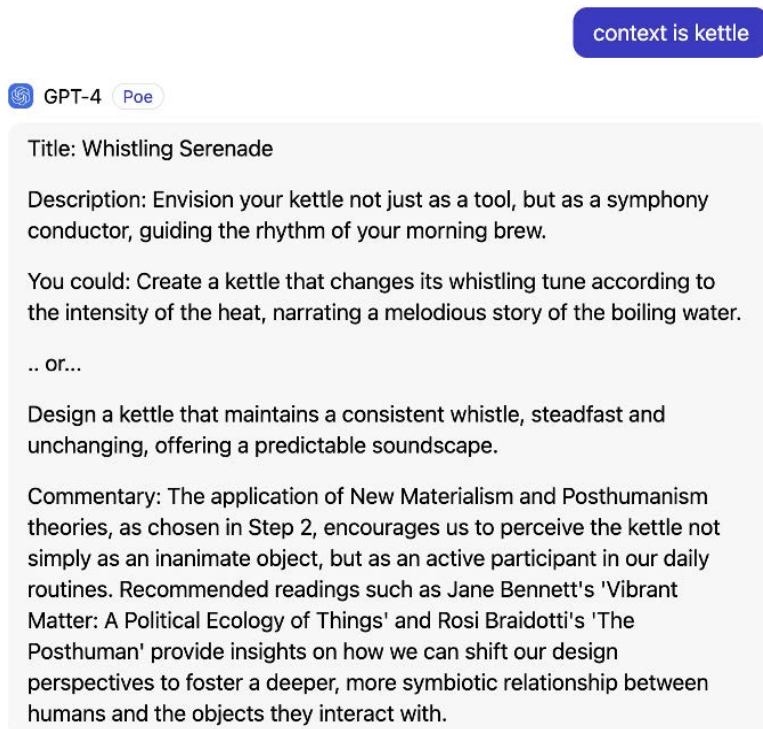 context is kettle
GPT-4 Poe
Title: Whistling Serenade
Description: Envision your kettle not just as a tool, but as a symphony
conductor, guiding the rhythm of your morning brew.
You could: Create a kettle that changes its whistling tune according to
the intensity of the heat, narrating a melodious story of the boiling water.
.. or...
Design a kettle that maintains a consistent whistle, steadfast and
unchanging, offering a predictable soundscape.
Commentary: The application of New Materialism and Posthumanism
theories, as chosen in Step 2, encourages us to perceive the kettle not
simply as an inanimate object, but as an active participant in our daily
routines. Recommended readings such as Jane Bennett's 'Vibrant
Matter: A Political Ecology of Things' and Rosi Braidotti's 'The
Posthuman' provide insights on how we can shift our design
perspectives to foster a deeper, more symbiotic relationship between
humans and the objects they interact with.